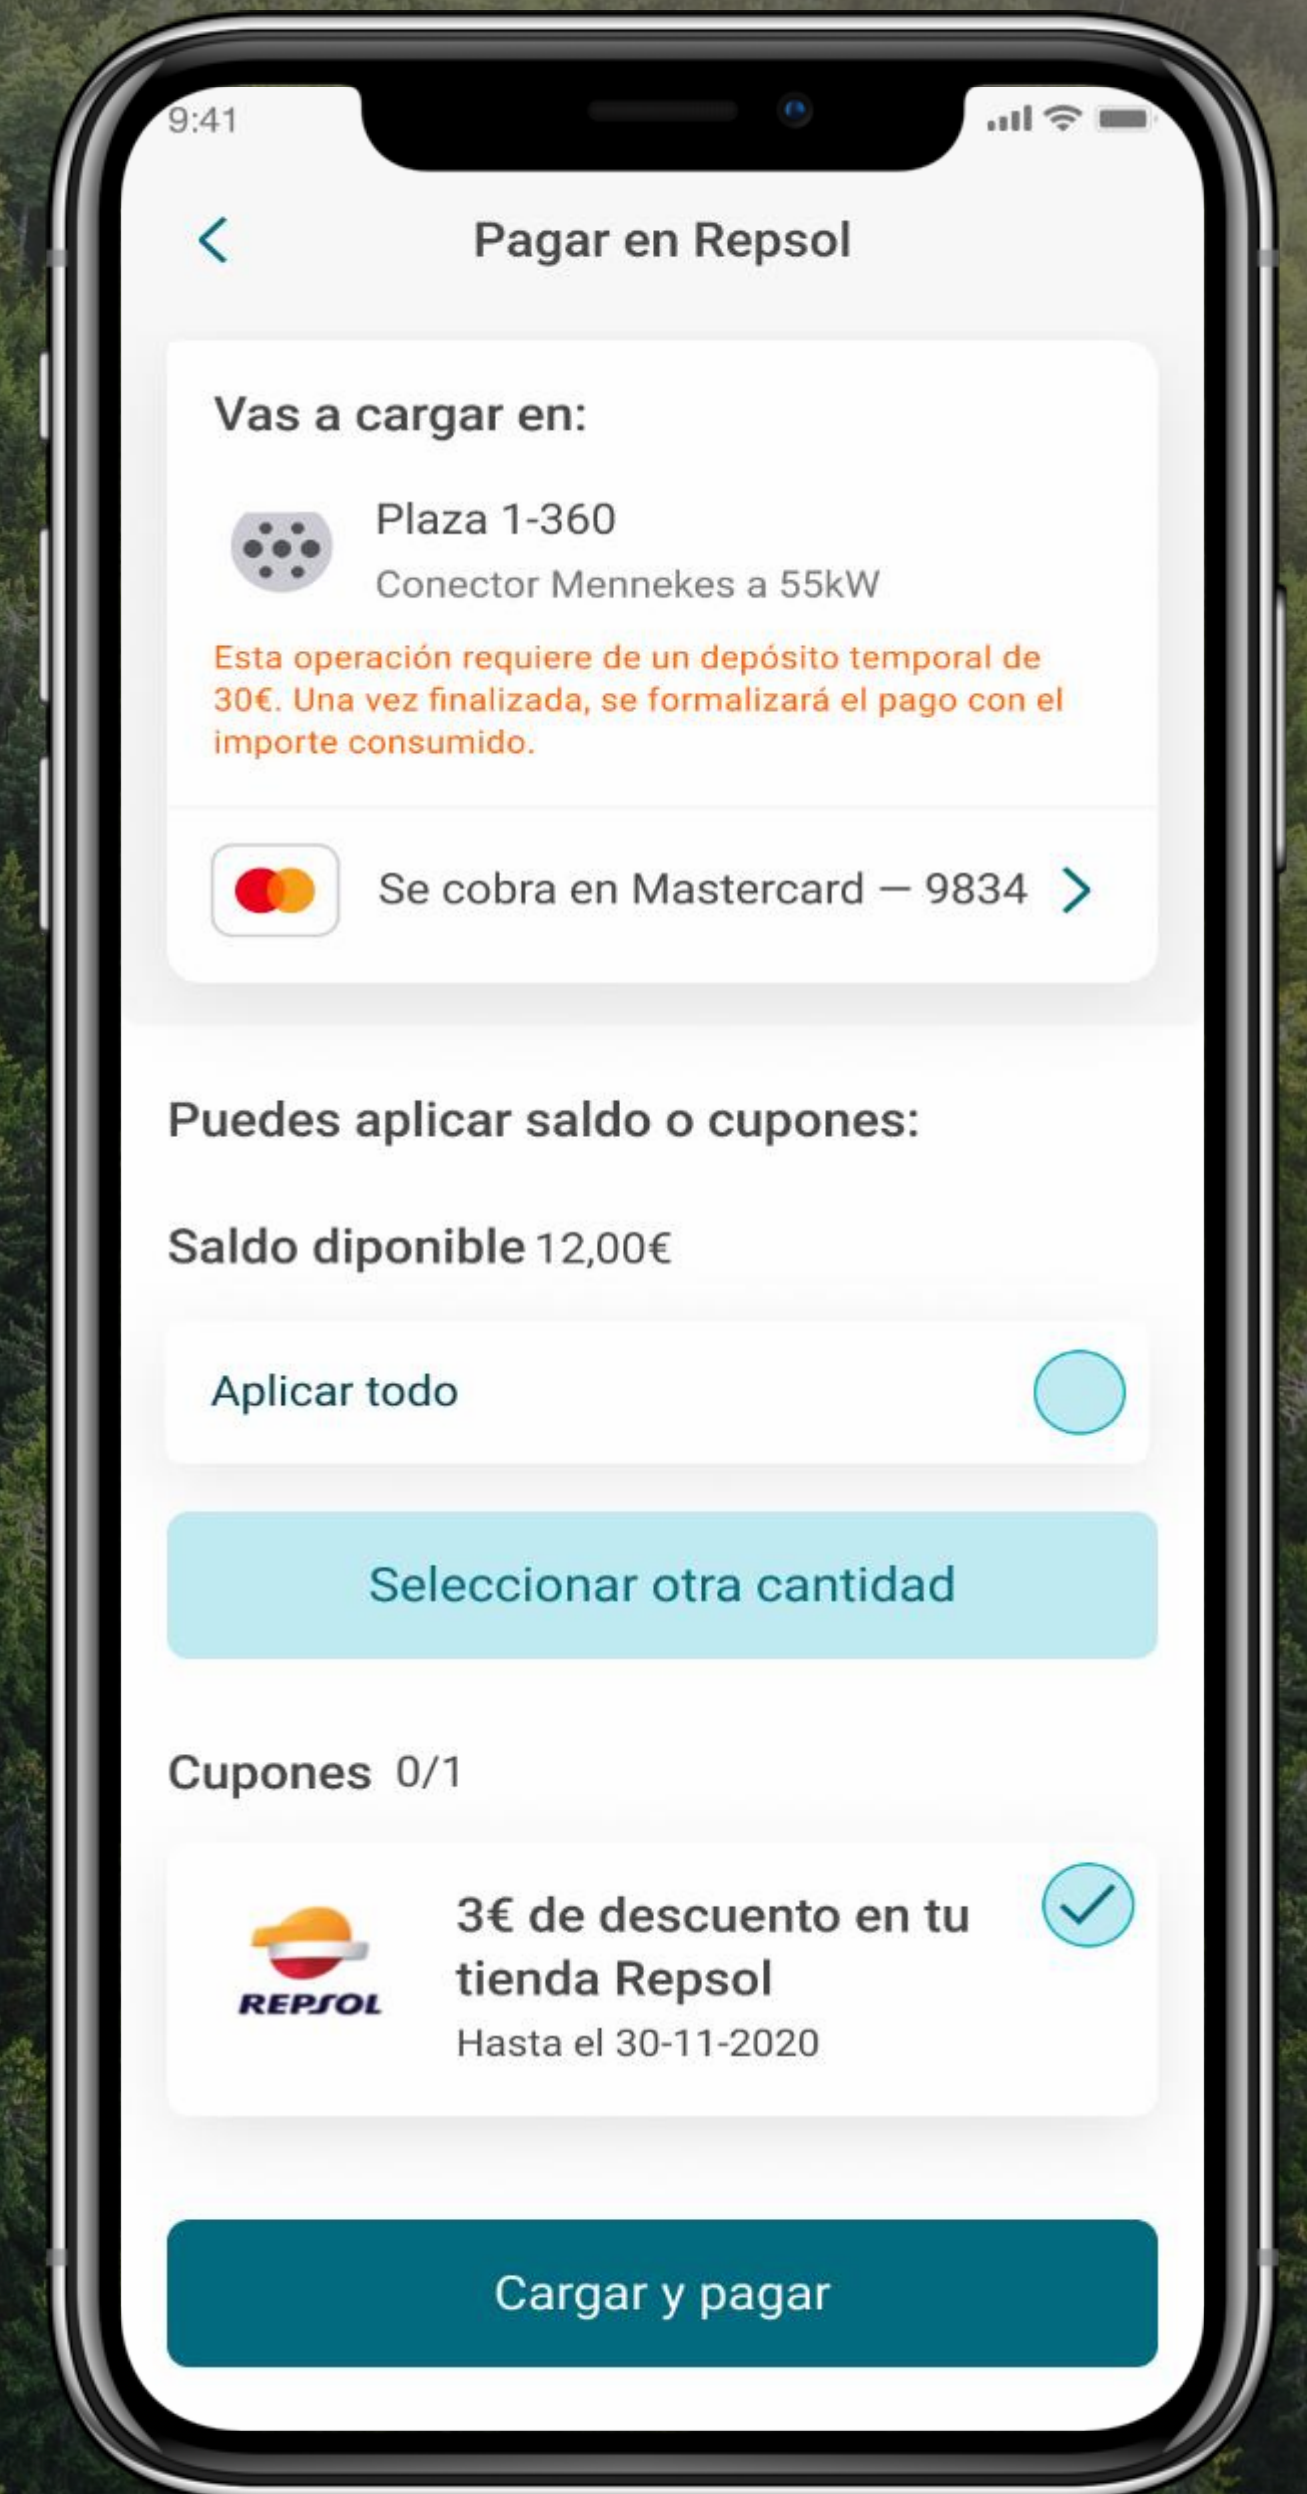 9:41
Pagar en Repsol
Vas a cargar en:
Plaza 1-360
Conector Mennekes a 55kW
Esta operación requiere de un depósito temporal de
30€. Una vez finalizada, se formalizará el pago con el
importe consumido.
Se cobra en Mastercard — 9834
Puedes aplicar saldo o cupones:
Saldo diponible 12,00€
Aplicar todo
Seleccionar otra cantidad
Cupones 0/1
3€ de descuento en tu
tienda Repsol
REPSOL
Hasta el 30-11-2020
Cargar y pagar